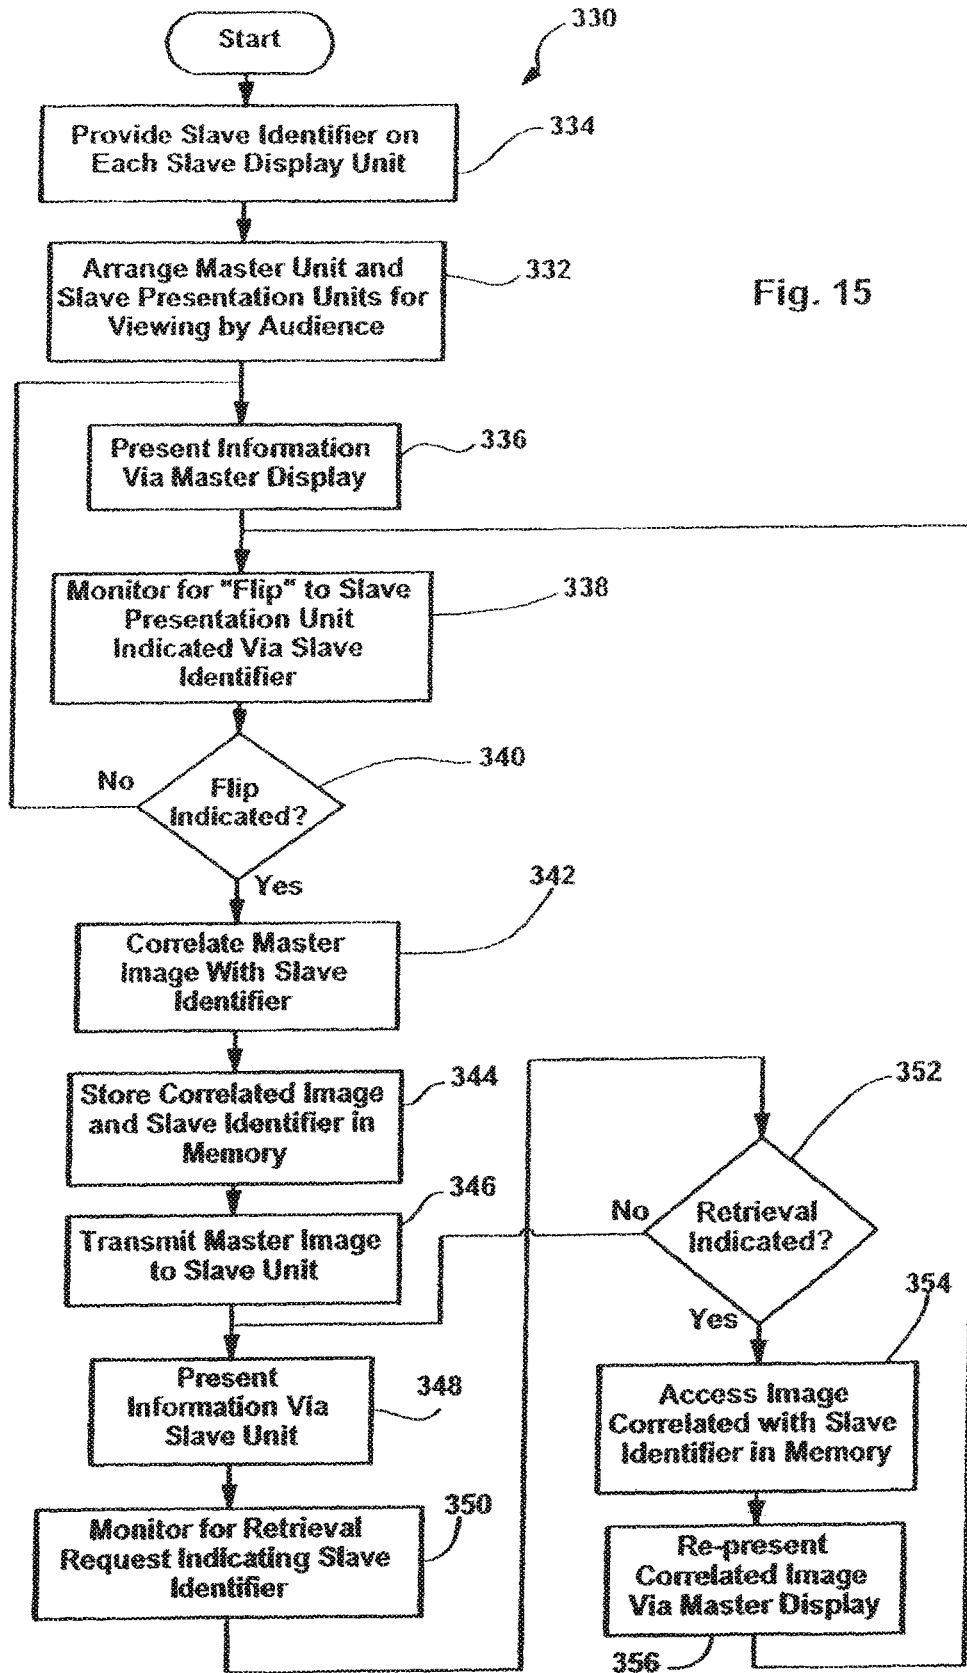 Start
330
Provide Slave Identifier on
Each Slave Display Unit
334
Arrange Master Unit and
Slave Presentation Units for
Viewing by Audience
332
Fig. 15
Present Information
Via Master Display
336
Monitor for "Flip" to Slave
Presentation Unit
Indicated Via Slave
Identifier
338
Flip
Indicated?
340
No
Yes
Correlate Master
Image With Slave
Identifier
342
Store Correlated Image
and Slave Identifier in
Memory
344
Transmit Master Image
to Slave Unit
346
Present
Information Via
Slave Unit
348
Monitor for Retrieval
Request Indicating Slave
Identifier
350
Retrieval
Indicated?
352
No
Yes
Access Image
Correlated with Slave
Identifier in Memory
354
Re-present
Correlated Image
Via Master Display
356